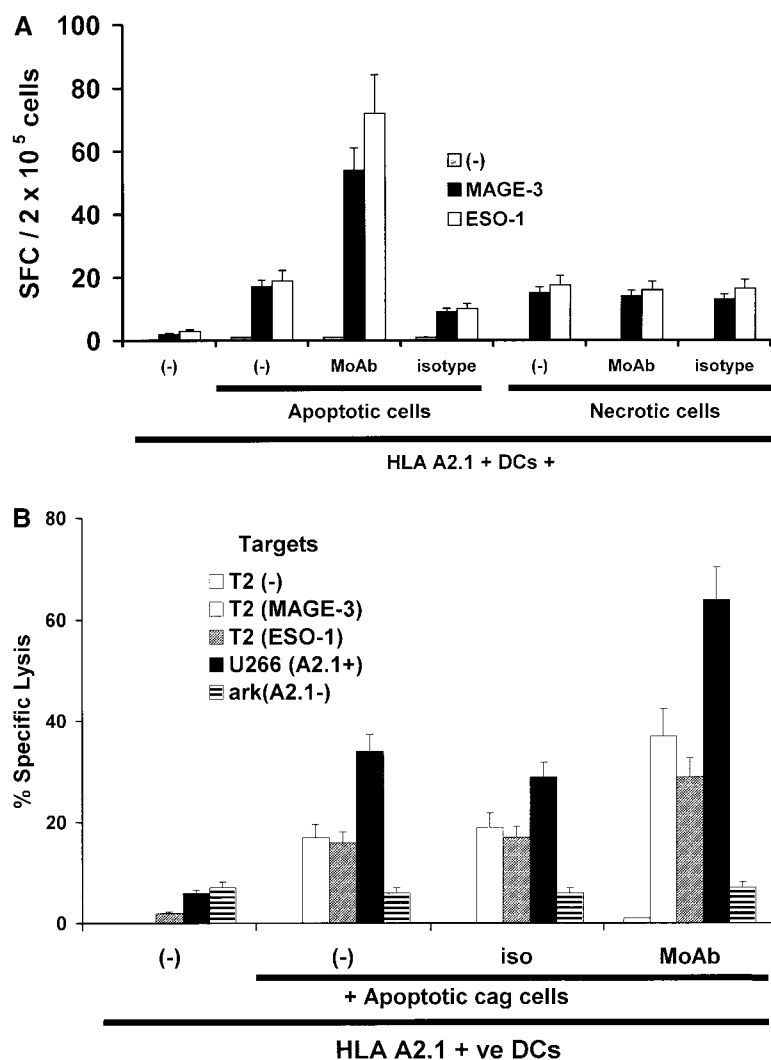 A
100
80
60
40
20
0
SFC / 2 x 10 5 cells
(-)
MAGE-3
ESO-1
(-) (-) MoAb isotype (-) MoAb isotype
Apoptotic cells Necrotic cells
HLA A2.1 + DCs +
B
80
60
40
20
0
% Specific Lysis
Targets
T2 (-)
T2 (MAGE-3)
T2 (ESO-1)
U266 (A2.1+)
ark(A2.1-)
(-) (-) iso MoAb
+ Apoptotic cag cells
HLA A2.1 + ve DCs